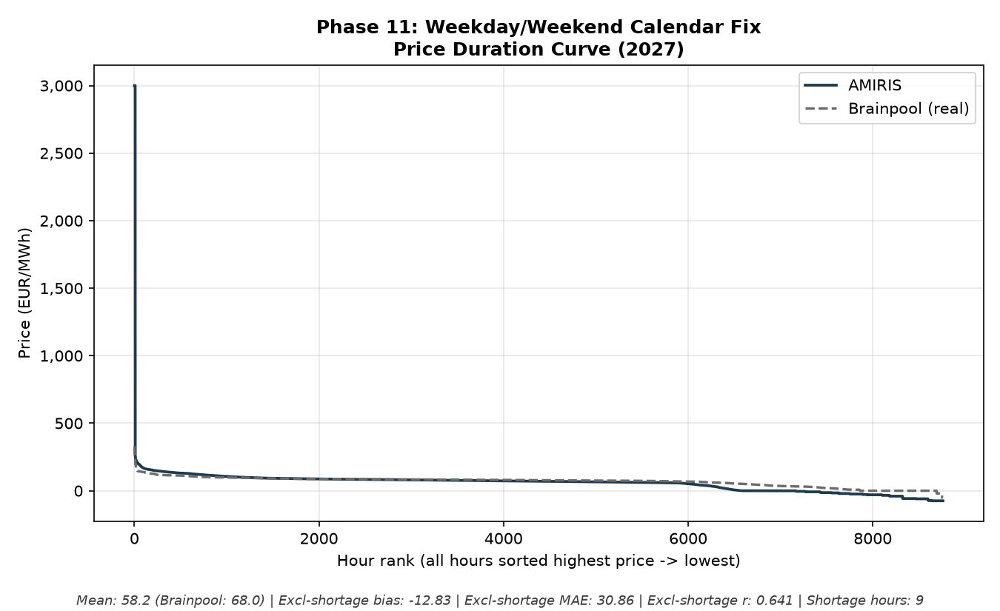 Phase 11: Weekday/Weekend Calendar Fix
Price Duration Curve (2027)
AMIRIS
Brainpool (real)
Price (EUR/MWh)
3,000
2,500
2,000
1,500
1,000
500
0
0
2000
4000
6000
8000
Hour rank (all hours sorted highest price -> lowest)
Mean: 58.2 (Brainpool: 68.0) | Excl-shortage bias: -12.83 | Excl-shortage MAE: 30.86 | Excl-shortage r: 0.641 | Shortage hours: 9